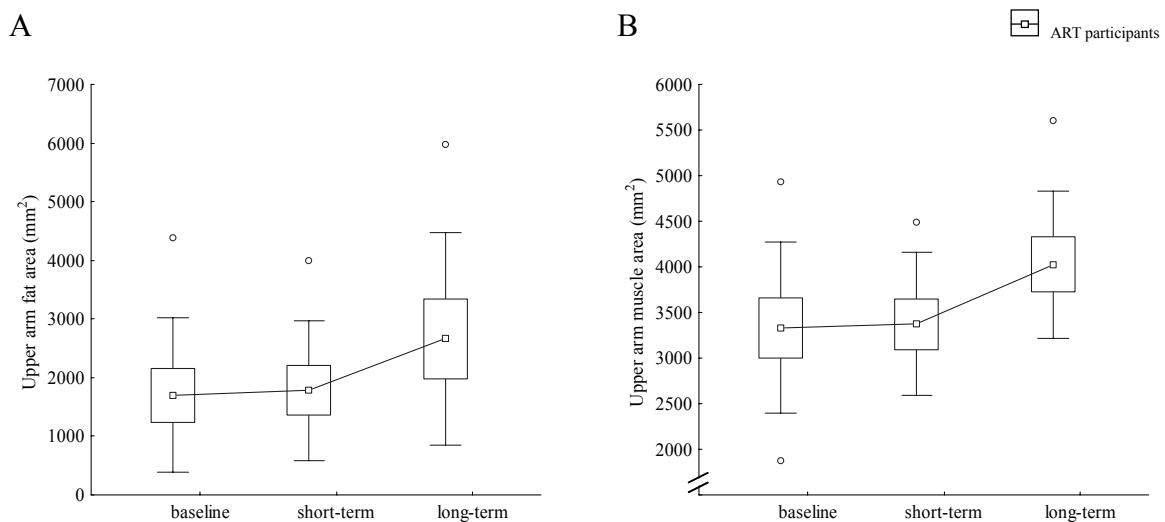 A
Upper arm fat area (mm²)
7000
6000
5000
4000
3000
2000
1000
0
baseline short-term long-term
B
ART participants
Upper arm muscle area (mm²)
6000
5500
5000
4500
4000
3500
3000
2500
2000
baseline short-term long-term